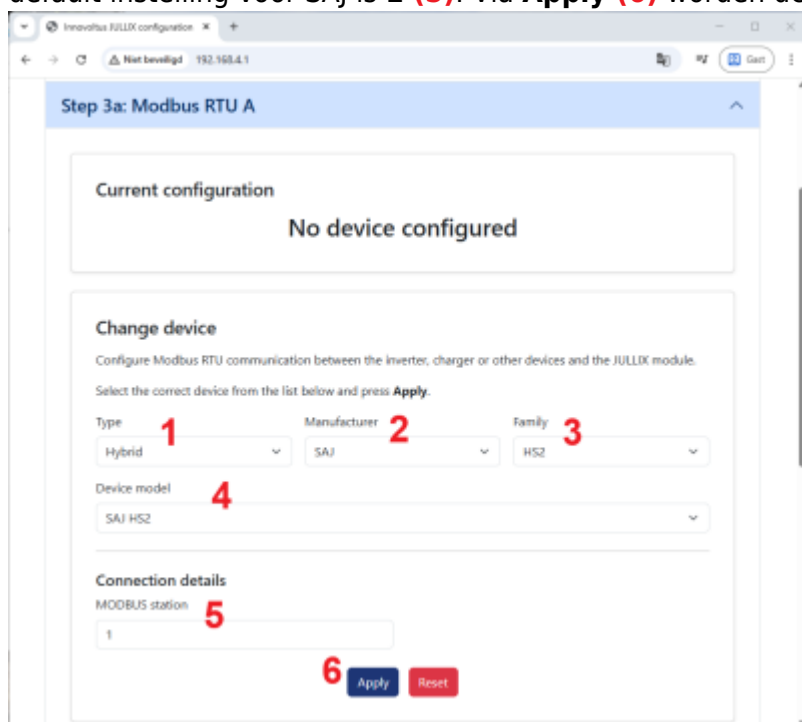 default instelling voor SAJ is 1 (5). Via Apply (6) worden de
Innovoltus JULLIX configuration
Niet beveiligd 192.168.4.1
Gast
Step 3a: Modbus RTU A
Current configuration
No device configured
Change device
Configure Modbus RTU communication between the inverter, charger or other devices and the JULLIX module.
Select the correct device from the list below and press Apply.
Type 1 Manufacturer 2 Family 3
Hybrid SAJ HS2
Device model 4
SAJ HS2
Connection details
MODBUS station 5
1
6 Apply Reset